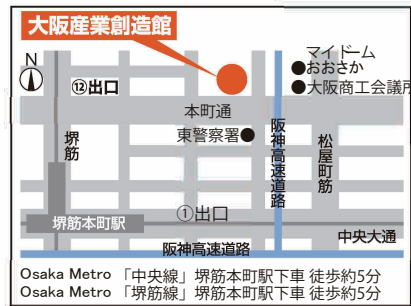 大阪産業創造館
N
マイドーム
おおさか
⑫出口
大阪商工会議所
本町通
東警察署
堺筋
阪神高速道路
松屋町筋
①出口
堺筋本町駅
中央大通
阪神高速道路
Osaka Metro 「中央線」堺筋本町駅下車 徒歩約5分
Osaka Metro 「堺筋線」堺筋本町駅下車 徒歩約5分